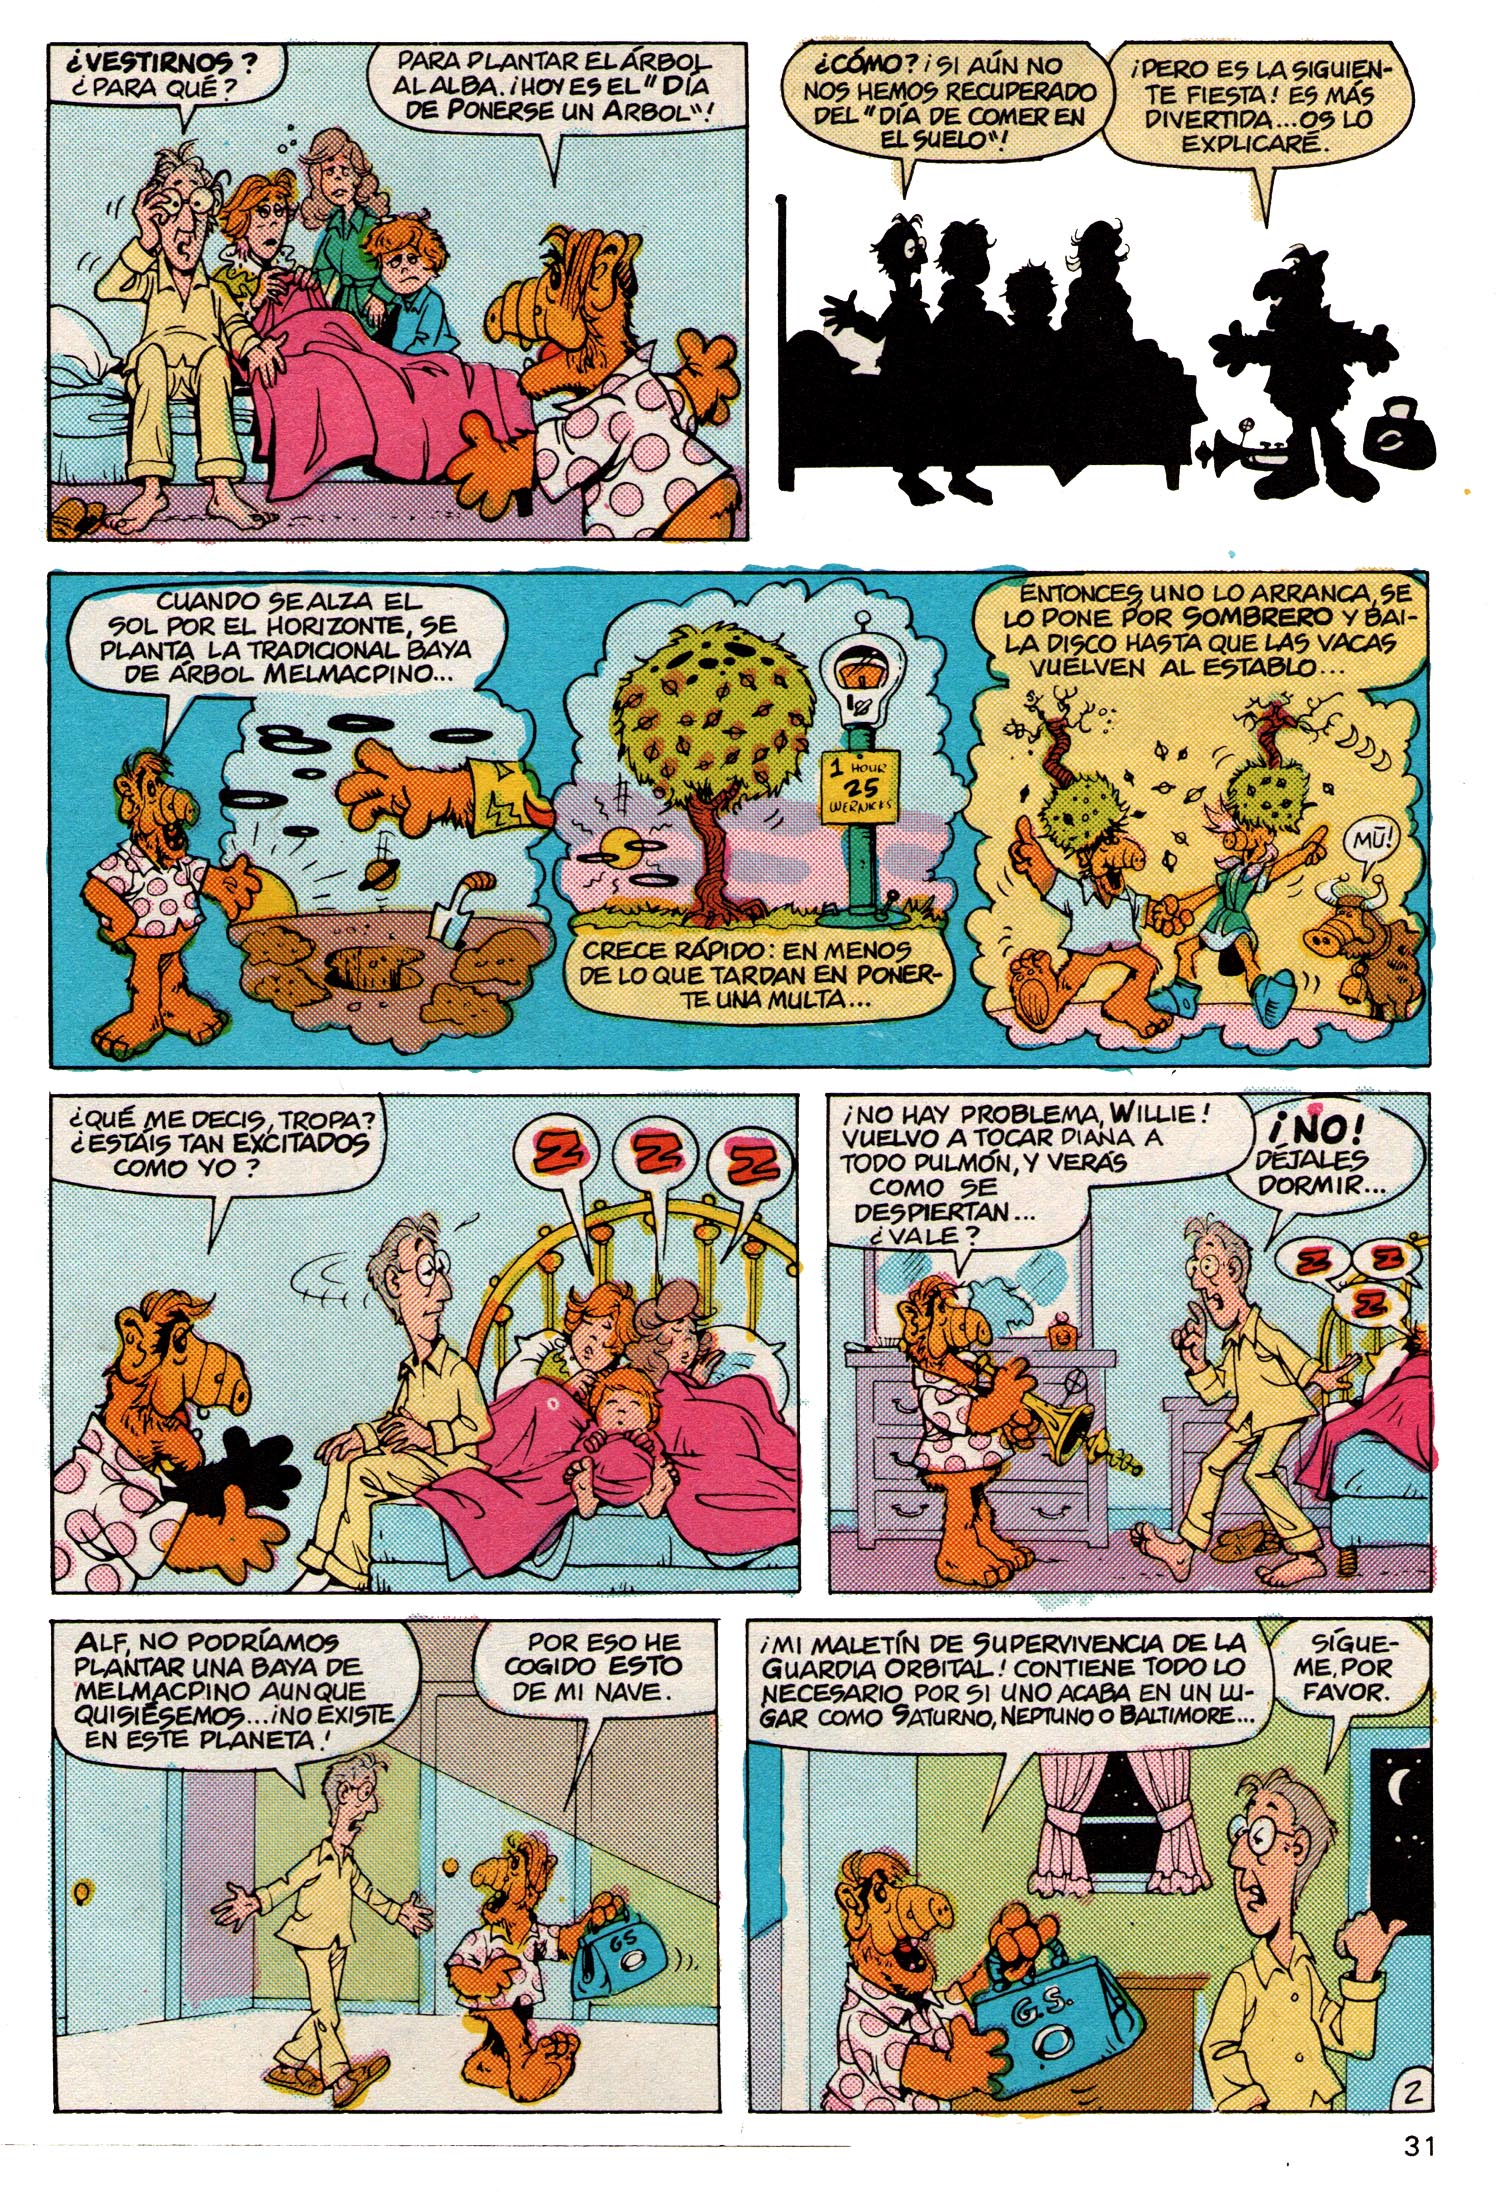 ¿VESTIRNOS?
¿PARA QUÉ?
PARA PLANTAR EL ÁRBOL
AL ALBA. ¡HOY ES EL "DÍA
DE PONERSE UN ARBOL"!
¿CÓMO? ¡SI AÚN NO
NOS HEMOS RECUPERADO
DEL "DÍA DE COMER EN
EL SUELO"!
¡PERO ES LA SIGUIEN-
TE FIESTA! ES MÁS
DIVERTIDA...OS LO
EXPLICARÉ.
CUANDO SE ALZA EL
SOL POR EL HORIZONTE, SE
PLANTA LA TRADICIONAL BAYA
DE ÁRBOL MELMACPINO...
1 HOUR
25
WERNICKS
CRECE RÁPIDO: EN MENOS
DE LO QUE TARDAN EN PONER-
TE UNA MULTA...
ENTONCES, UNO LO ARRANCA, SE
LO PONE POR SOMBRERO Y BAI-
LA DISCO HASTA QUE LAS VACAS
VUELVEN AL ESTABLO...
MŪ!
¿QUÉ ME DECIS, TROPA?
¿ESTÁIS TAN EXCITADOS
COMO YO?
Z
Z
Z
¡NO HAY PROBLEMA, WILLIE!
VUELVO A TOCAR DIANA A
TODO PULMÓN, Y VERÁS
COMO SE
DESPIERTAN...
¿VALE?
¡NO!
DÉJALES
DORMIR...
Z
Z
Z
ALF, NO PODRÍAMOS
PLANTAR UNA BAYA DE
MELMACPINO AUNQUE
QUISIÉSEMOS...¡NO EXISTE
EN ESTE PLANETA!
POR ESO HE
COGIDO ESTO
DE MI NAVE.
G.S.
¡MI MALETÍN DE SUPERVIVENCIA DE LA
GUARDIA ORBITAL! CONTIENE TODO LO
NECESARIO POR SI UNO ACABA EN UN LU-
GAR COMO SATURNO, NEPTUNO O BALTIMORE...
SÍGUE-
ME, POR
FAVOR.
G.S.
2
31